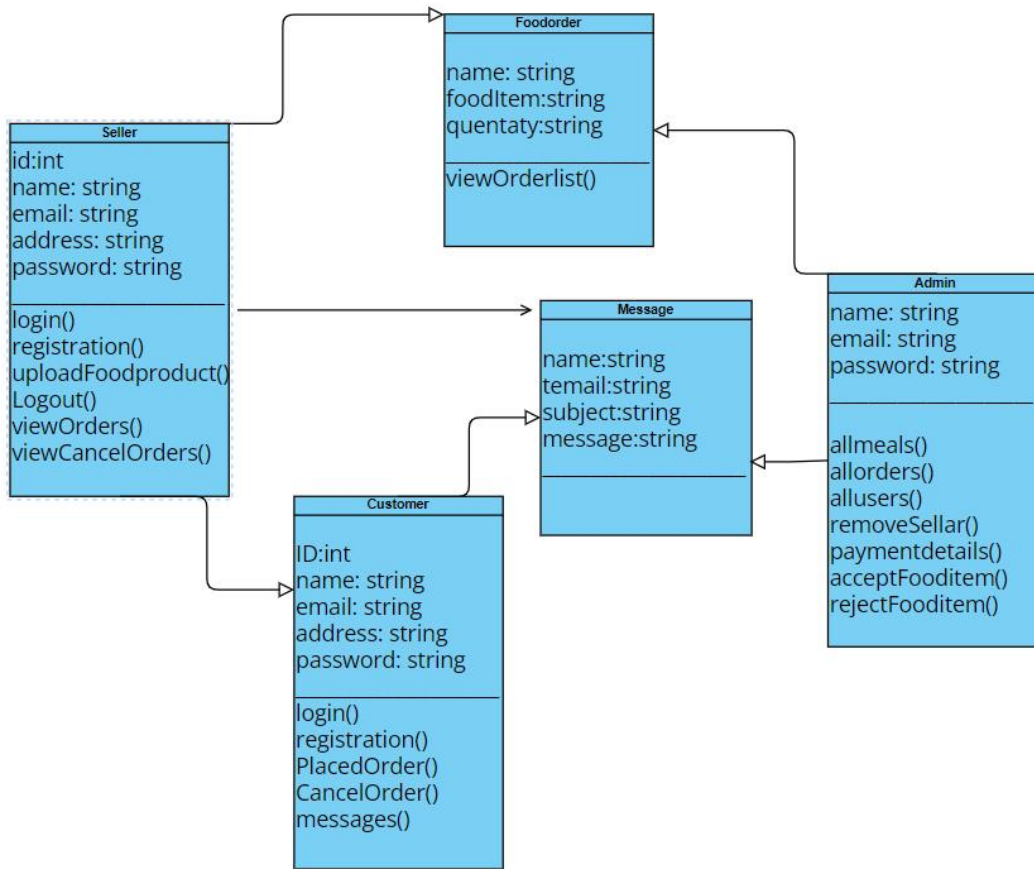 Foodorder
name: string
foodItem:string
quentaty:string
viewOrderlist()
Seller
id:int
name: string
email: string
address: string
password: string
login()
registration()
uploadFoodproduct()
Logout()
viewOrders()
viewCancelOrders()
Message
name:string
temail:string
subject:string
message:string
Admin
name: string
email: string
password: string
allmeals()
allorders()
allusers()
removeSellar()
paymentdetails()
acceptFooditem()
rejectFooditem()
Customer
ID:int
name: string
email: string
address: string
password: string
login()
registration()
PlacedOrder()
CancelOrder()
messages()